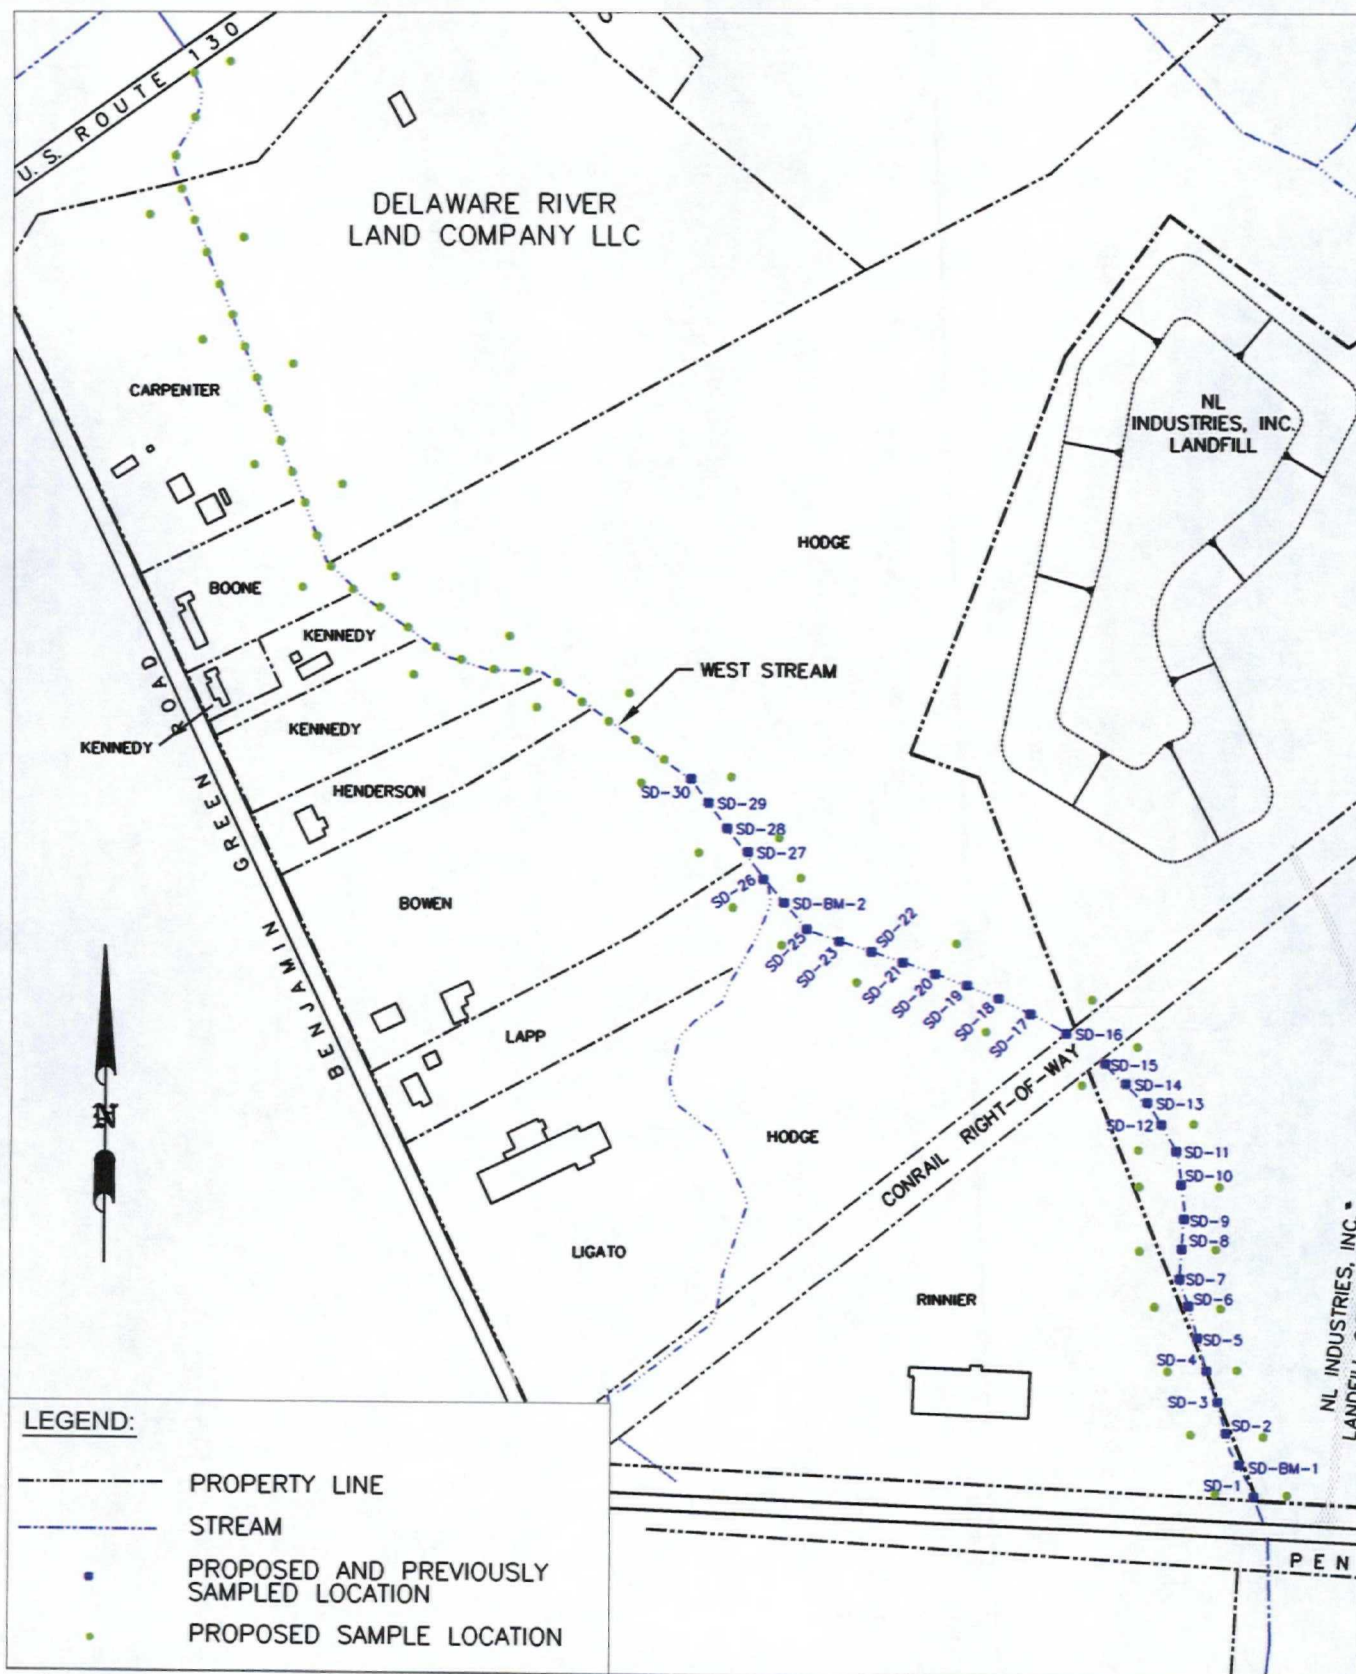 U.S. ROUTE 130
DELAWARE RIVER
LAND COMPANY LLC
CARPENTER
NL
INDUSTRIES, INC.
LANDFILL
HODGE
BOONE
KENNEDY
WEST STREAM
KENNEDY
KENNEDY
HENDERSON
BENJAMIN GREEN ROAD
SD-30
SD-29
SD-28
SD-27
SD-26
BOWEN
SD-BM-2
SD-25
SD-23
SD-22
SD-21
SD-20
SD-19
SD-18
SD-17
SD-16
LAPP
SD-15
SD-14
SD-13
SD-12
N
HODGE
CONRAIL RIGHT-OF-WAY
SD-11
SD-10
SD-9
SD-8
LIGATO
SD-7
RINNIER
SD-6
SD-5
SD-4
SD-3
SD-2
SD-BM-1
SD-1
NL INDUSTRIES, INC.
PEN
LEGEND:
PROPERTY LINE
STREAM
PROPOSED AND PREVIOUSLY
SAMPLED LOCATION
PROPOSED SAMPLE LOCATION